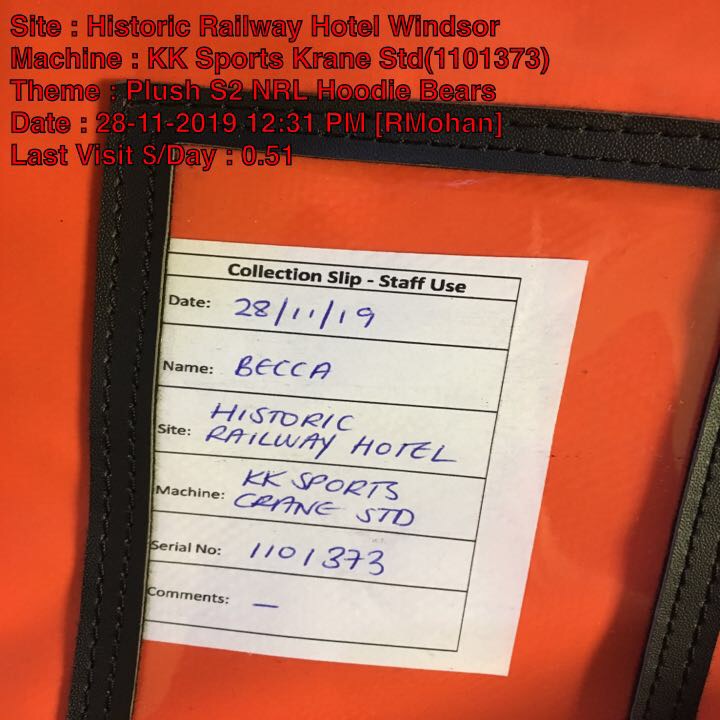 Site : Historic Railway Hotel Windsor
Machine : KK Sports Krane Std(1101373)
Theme : Plush S2 NRL Hoodie Bears
Date : 28-11-2019 12:31 PM [RMohan]
Last Visit S/Day : 0.51
Collection Slip - Staff Use
Date: 28/11/19
Name: BECCA
Site: HISTORIC
RAILWAY HOTEL
Machine: KK SPORTS
CRANE STD
Serial No: 1101373
Comments: —